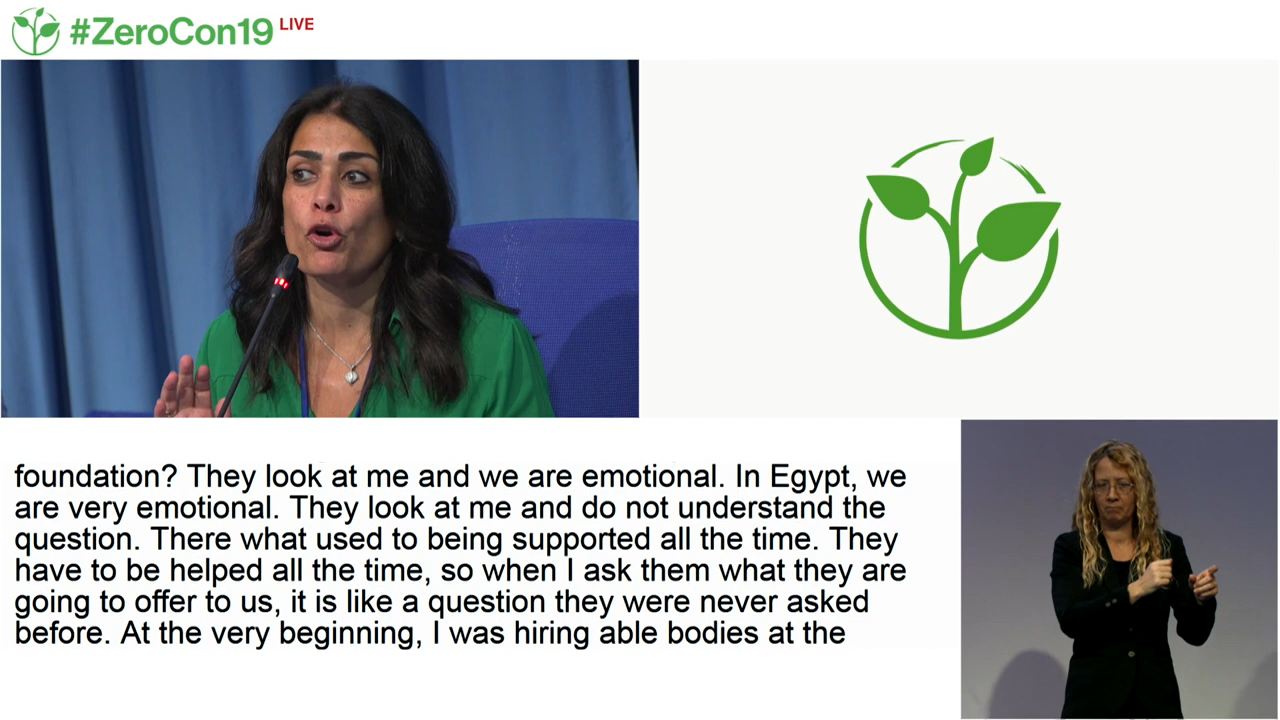 #ZeroCon19 LIVE
foundation? They look at me and we are emotional. In Egypt, we
are very emotional. They look at me and do not understand the
question. There what used to being supported all the time. They
have to be helped all the time, so when I ask them what they are
going to offer to us, it is like a question they were never asked
before. At the very beginning, I was hiring able bodies at the